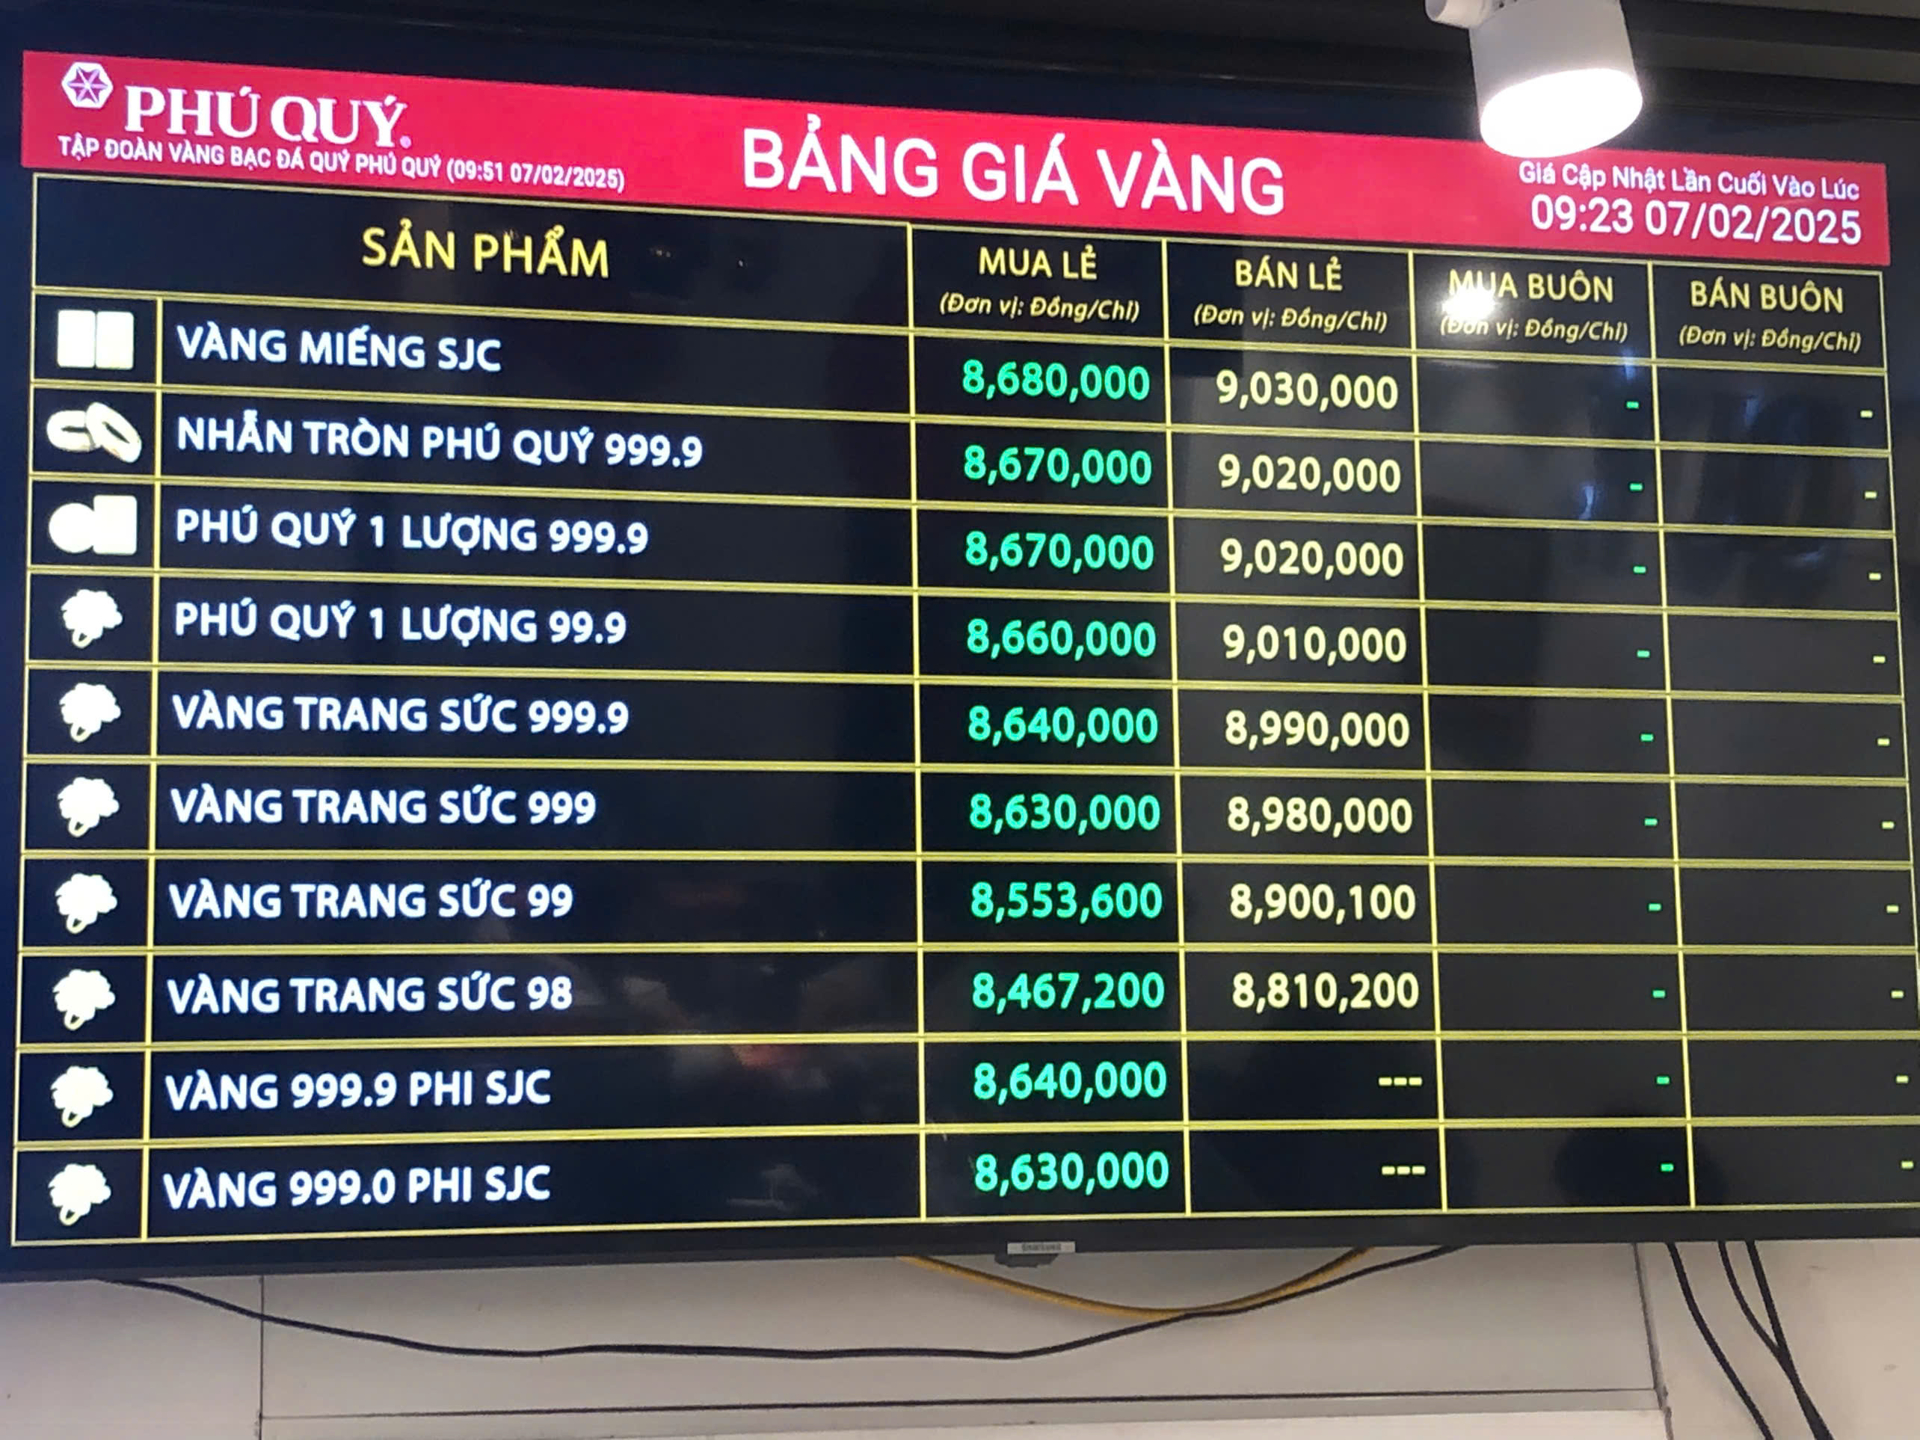 PHÚ QUÝ
TẬP ĐOÀN VÀNG BẠC ĐÁ QUÝ PHÚ QUÝ (09:51 07/02/2025)
BẢNG GIÁ VÀNG
Giá Cập Nhật Lần Cuối Vào Lúc
09:23 07/02/2025
SẢN PHẨM
MUA LẺ
(Đơn vị: Đồng/Chỉ)
BÁN LẺ
(Đơn vị: Đồng/Chỉ)
MUA BUÔN
(Đơn vị: Đồng/Chỉ)
BÁN BUÔN
(Đơn vị: Đồng/Chỉ)
VÀNG MIẾNG SJC 8,680,000 9,030,000 - -
NHẪN TRÒN PHÚ QUÝ 999.9 8,670,000 9,020,000 - -
PHÚ QUÝ 1 LƯỢNG 999.9 8,670,000 9,020,000 - -
PHÚ QUÝ 1 LƯỢNG 99.9 8,660,000 9,010,000 - -
VÀNG TRANG SỨC 999.9 8,640,000 8,990,000 - -
VÀNG TRANG SỨC 999 8,630,000 8,980,000 - -
VÀNG TRANG SỨC 99 8,553,600 8,900,100 - -
VÀNG TRANG SỨC 98 8,467,200 8,810,200 - -
VÀNG 999.9 PHI SJC 8,640,000 --- - -
VÀNG 999.0 PHI SJC 8,630,000 --- - -
SAMSUNG